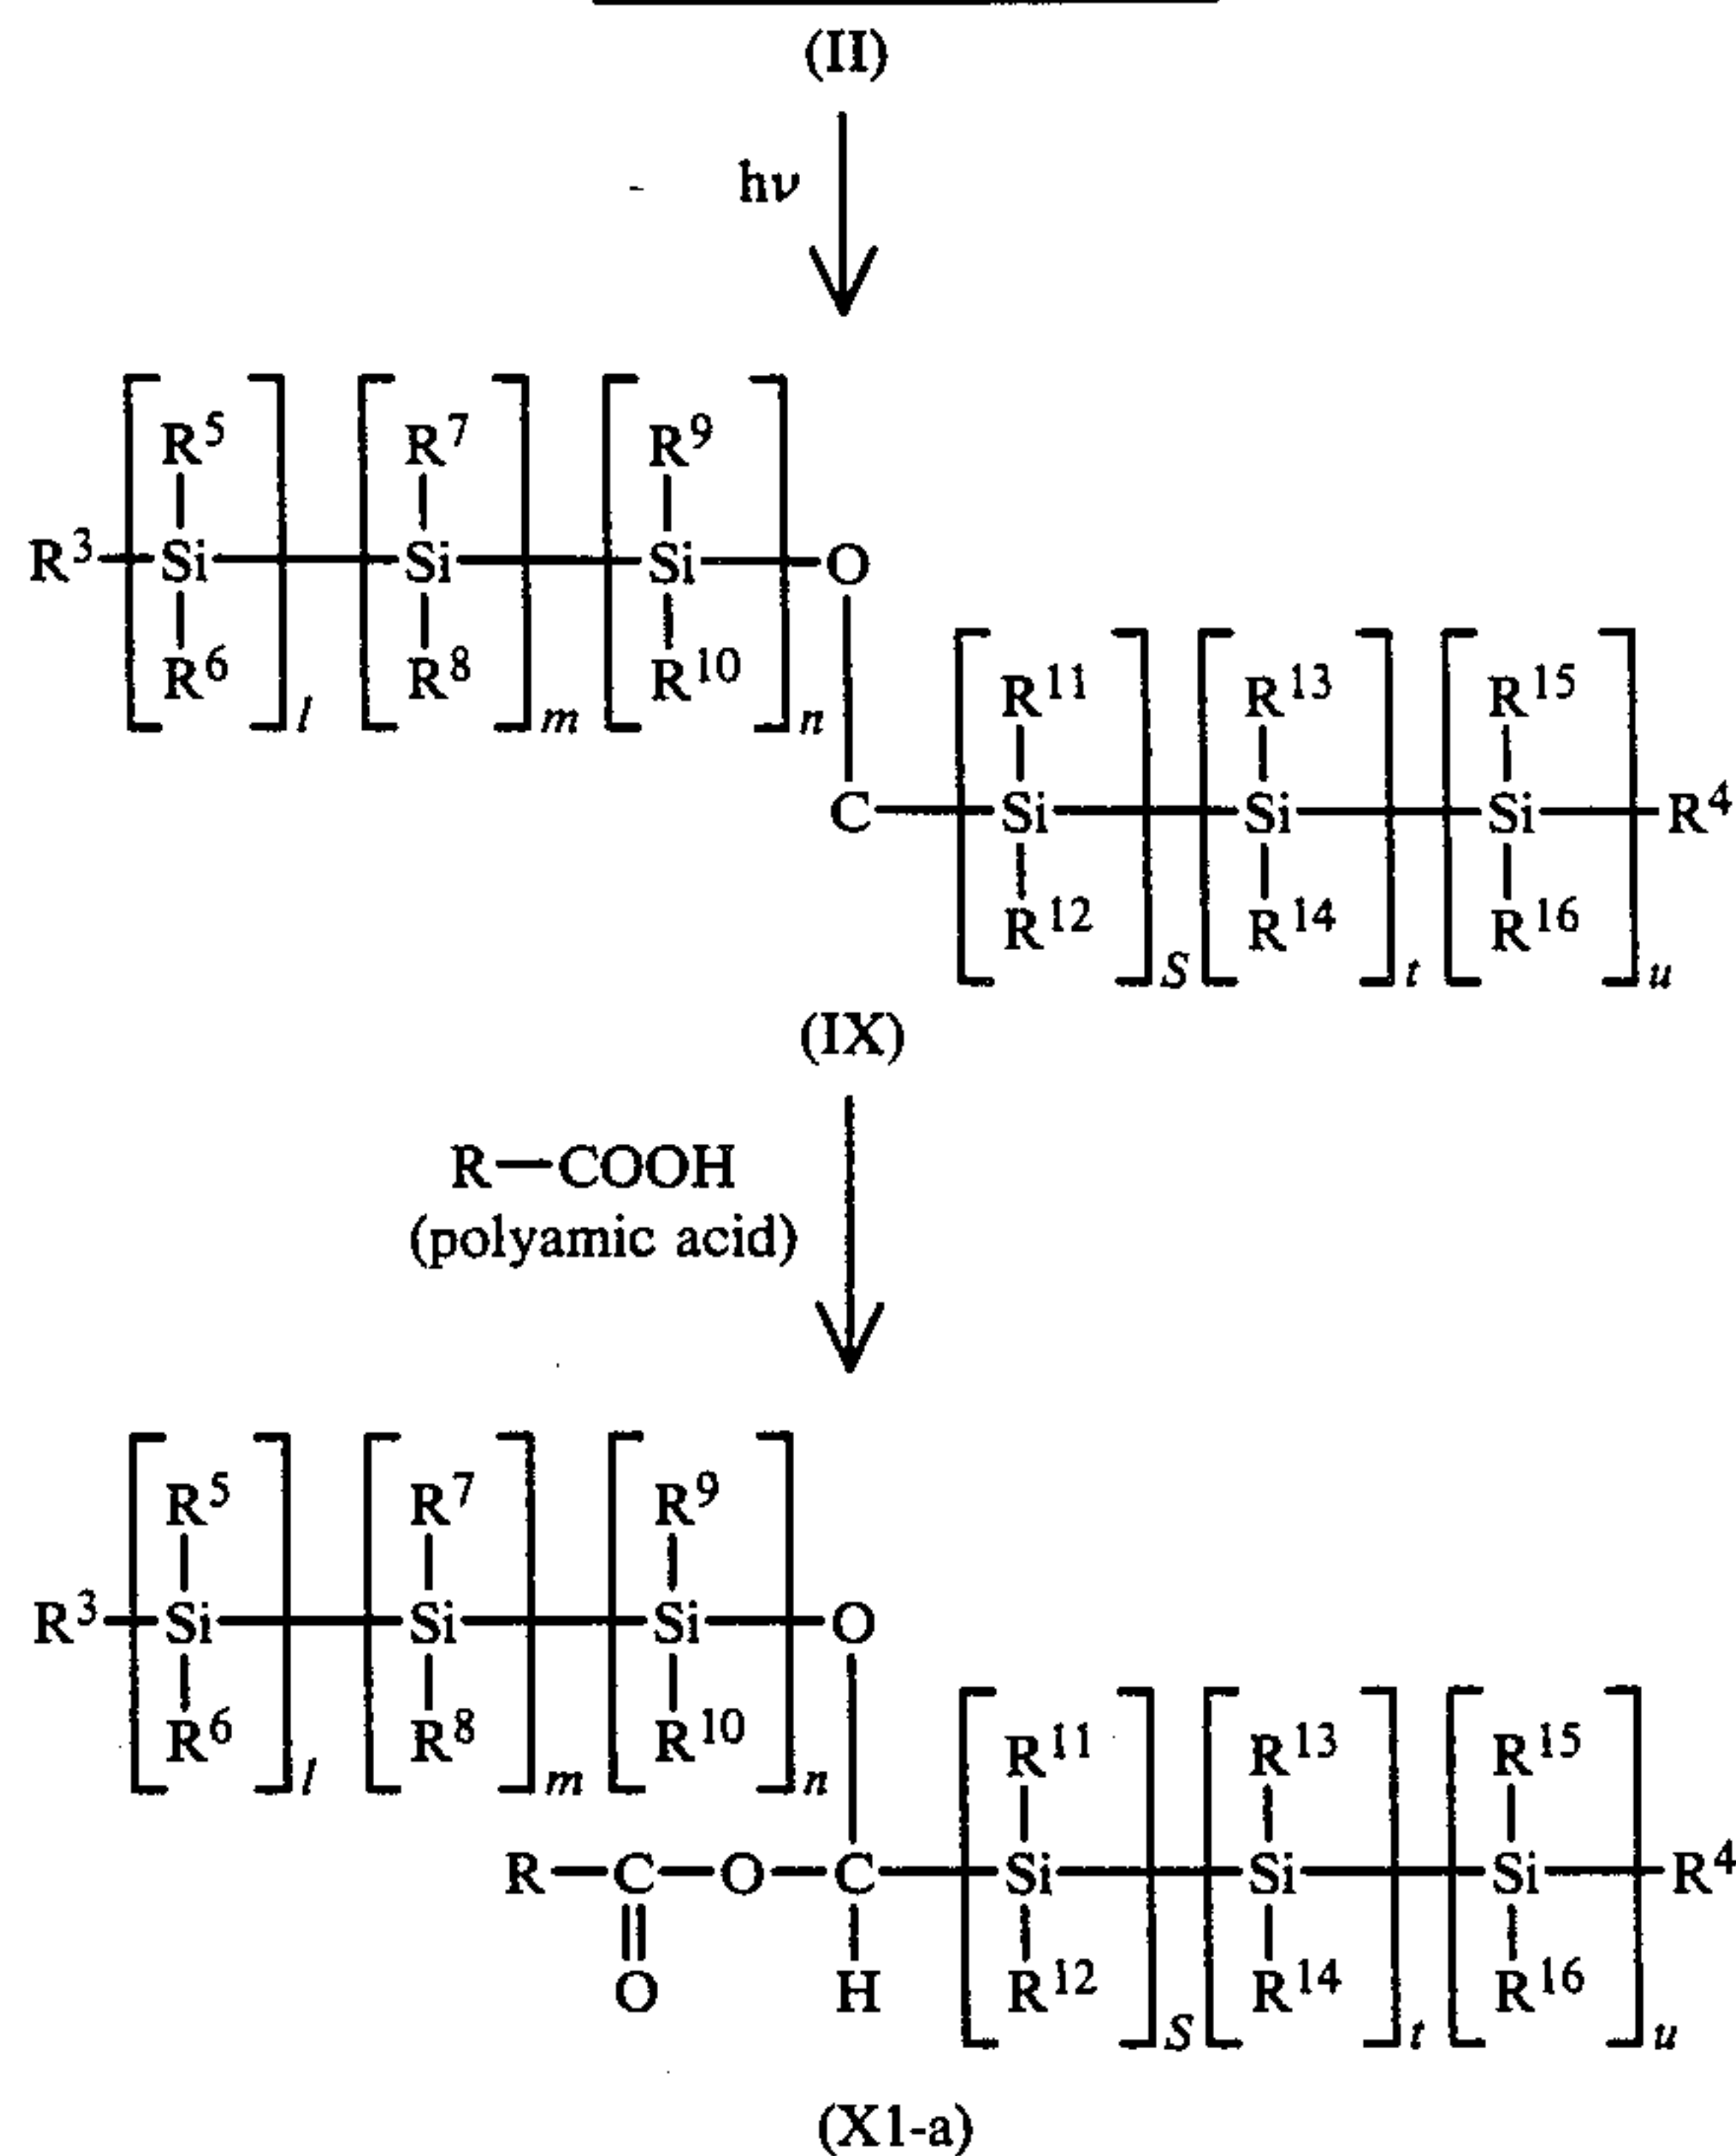 (II)
hν
R⁵ R⁷ R⁹
R³ Si Si Si O
R⁶ R⁸ R¹⁰
l m n
R¹¹ R¹³ R¹⁵
C Si Si Si R⁴
R¹² R¹⁴ R¹⁶
S t u
(IX)
R—COOH
(polyamic acid)
R⁵ R⁷ R⁹
R³ Si Si Si O
R⁶ R⁸ R¹⁰
l m n
R¹¹ R¹³ R¹⁵
R—C—O—C Si Si Si R⁴
O H R¹² R¹⁴ R¹⁶
S t u
(X1-a)